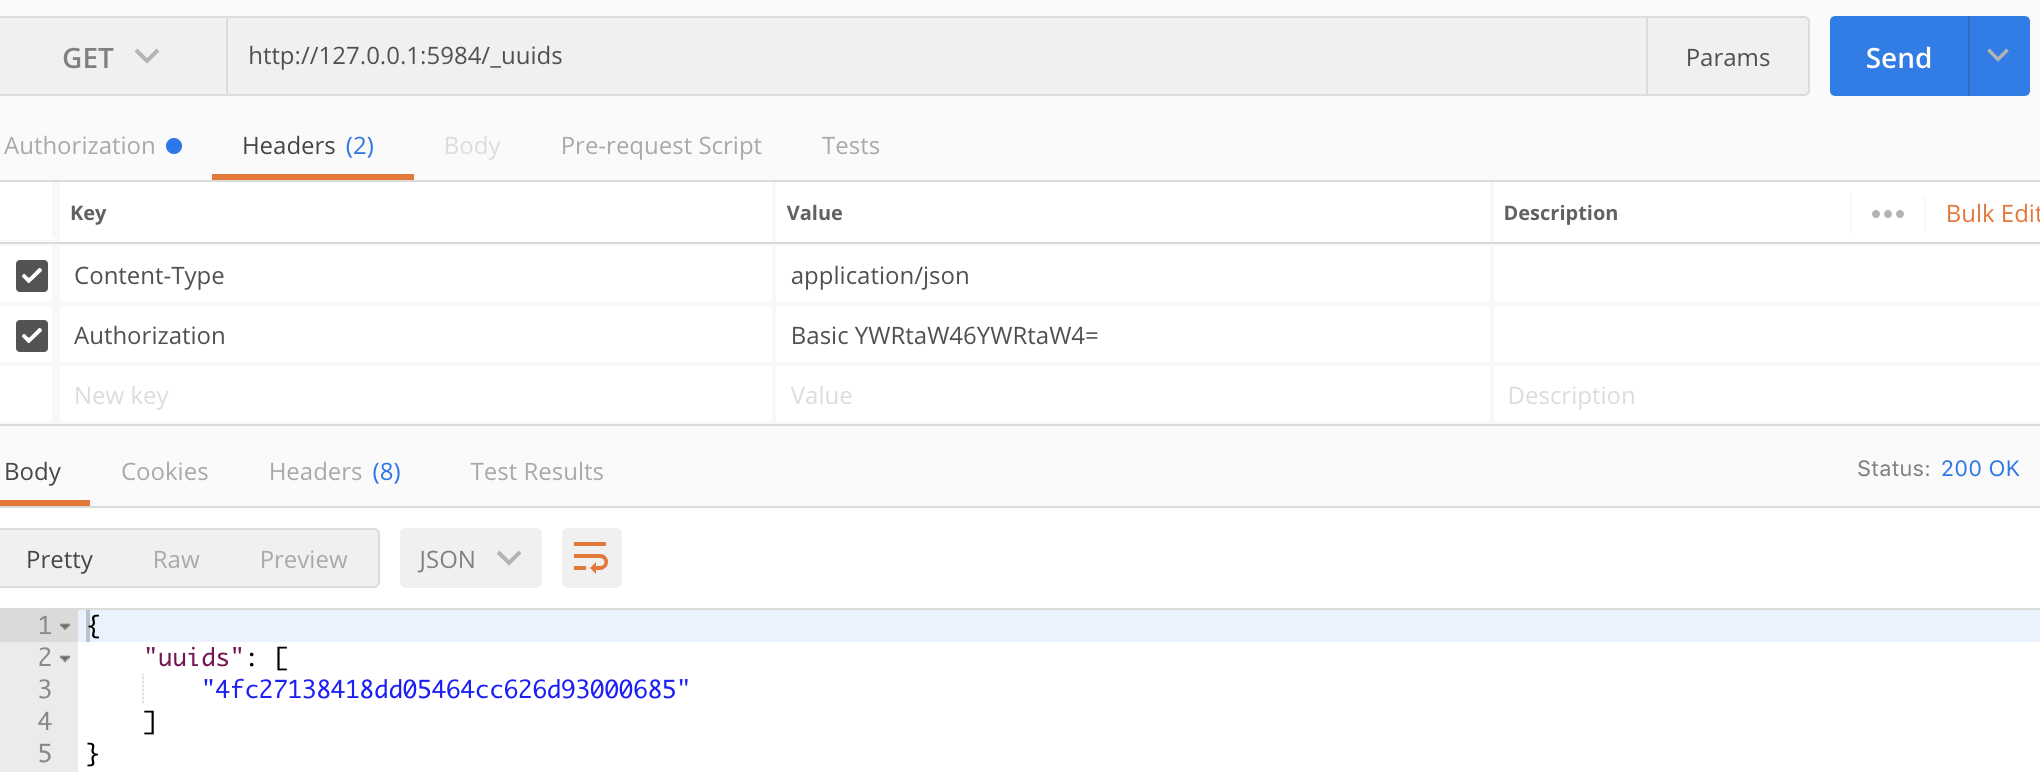 GET http://127.0.0.1:5984/_uuids Params Send
Authorization Headers (2) Body Pre-request Script Tests
Key Value Description Bulk Edit
Content-Type application/json
Authorization Basic YWRtaW46YWRtaW4=
New key Value Description
Body Cookies Headers (8) Test Results Status: 200 OK
Pretty Raw Preview JSON
1 {
2 "uuids": [
3 "4fc27138418dd05464cc626d93000685"
4 ]
5 }